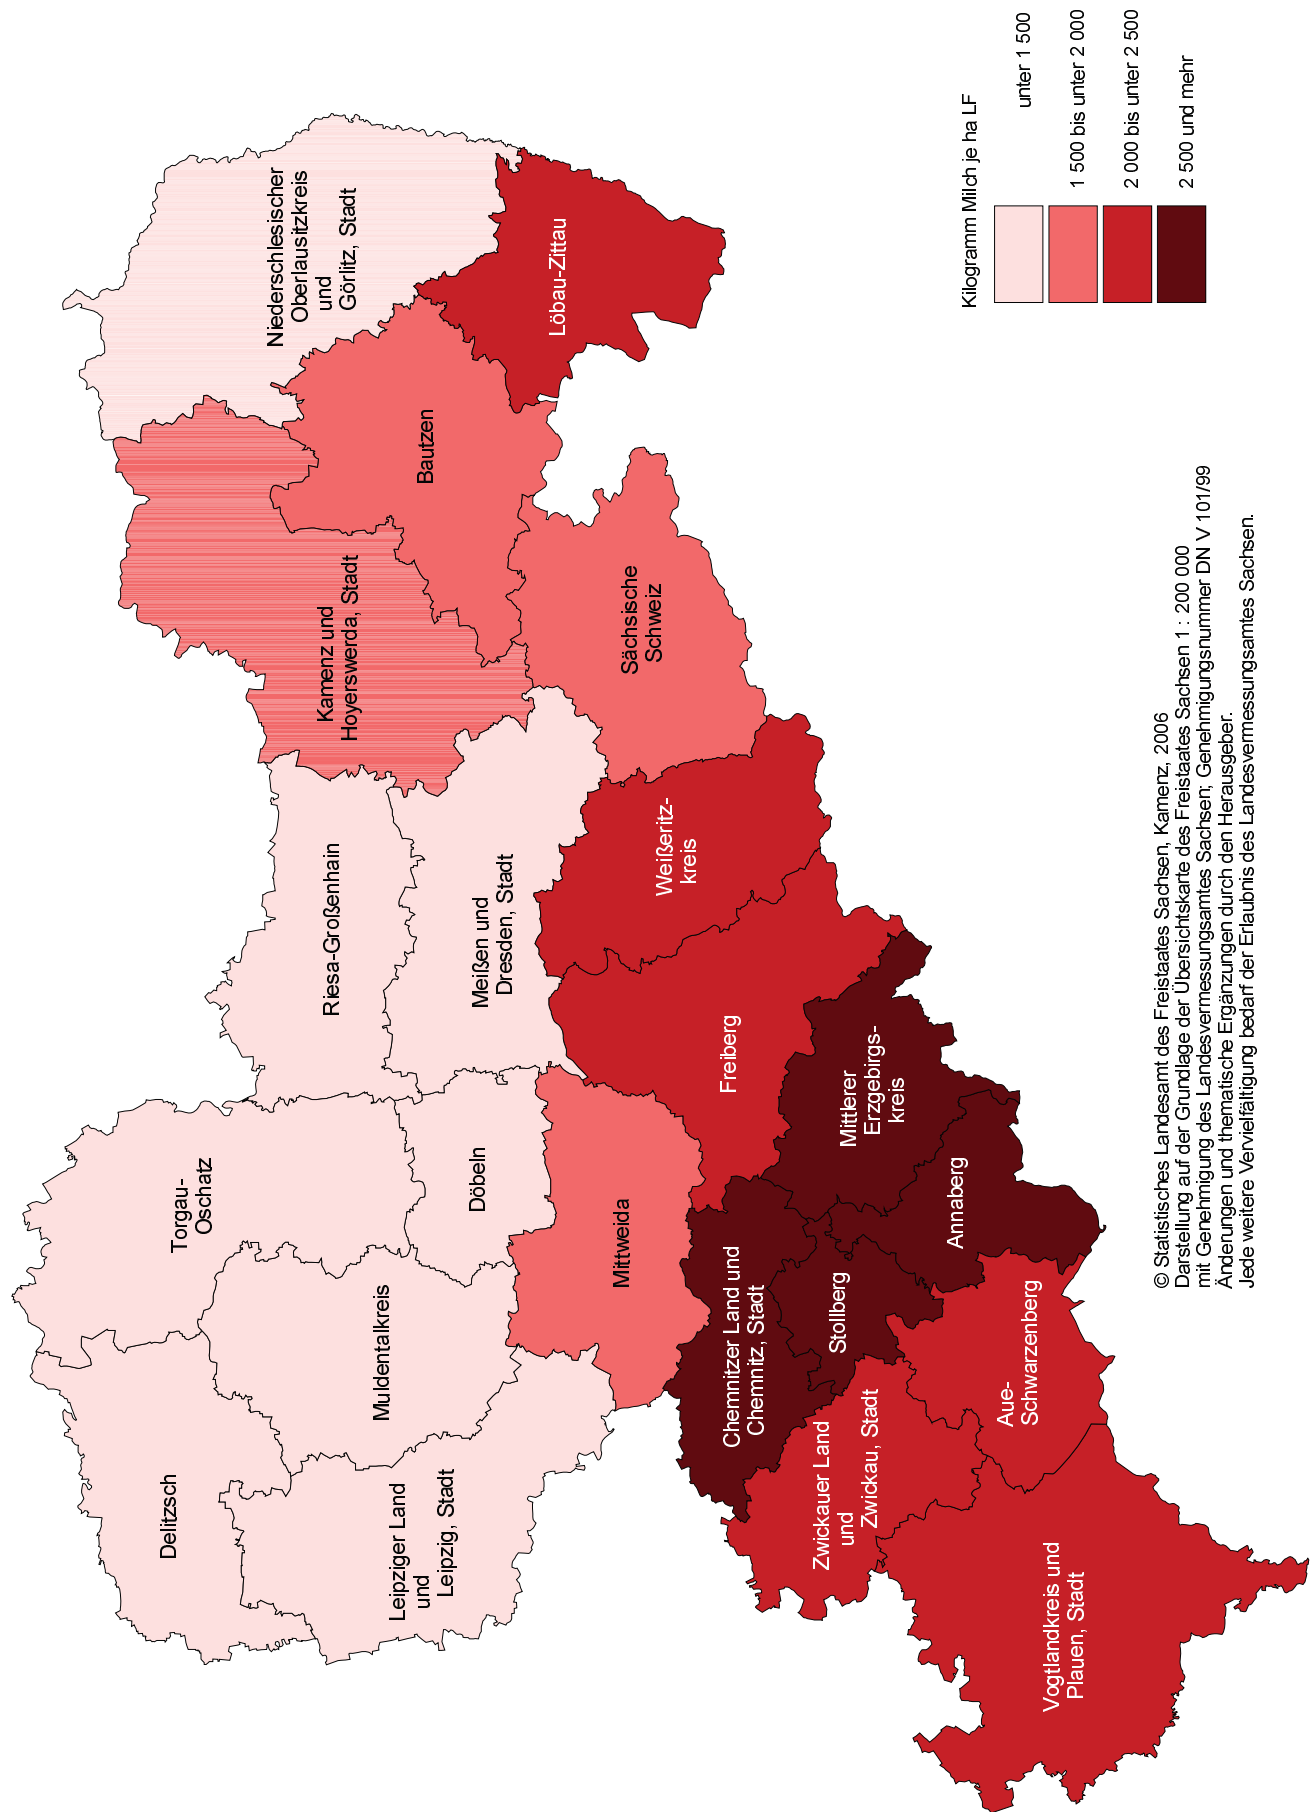 Torgau-
Oschatz
Delitzsch
Muldentalkreis
Leipziger Land
und
Leipzig, Stadt
Döbeln
Riesa-Großenhain
Meißen und
Dresden, Stadt
Kamenz und
Hoyerswerda, Stadt
Niederschlesischer
Oberlausitzkreis
und
Görlitz, Stadt
Bautzen
Löbau-Zittau
Sächsische
Schweiz
Weißeritz-
kreis
Freiberg
Mittweida
Mittlerer
Erzgebirgs-
kreis
Annaberg
Chemnitzer Land und
Chemnitz, Stadt
Stollberg
Aue-
Schwarzenberg
Zwickauer Land
und
Zwickau, Stadt
Vogtlandkreis und
Plauen, Stadt
Kilogramm Milch je ha LF
unter 1 500
1 500 bis unter 2 000
2 000 bis unter 2 500
2 500 und mehr
© Statistisches Landesamt des Freistaates Sachsen, Kamenz, 2006
Darstellung auf der Grundlage der Übersichtskarte des Freistaates Sachsen 1 : 200 000
mit Genehmigung des Landesvermessungsamtes Sachsen; Genehmigungsnummer DN V 101/99
Änderungen und thematische Ergänzungen durch den Herausgeber.
Jede weitere Vervielfältigung bedarf der Erlaubnis des Landesvermessungsamtes Sachsen.